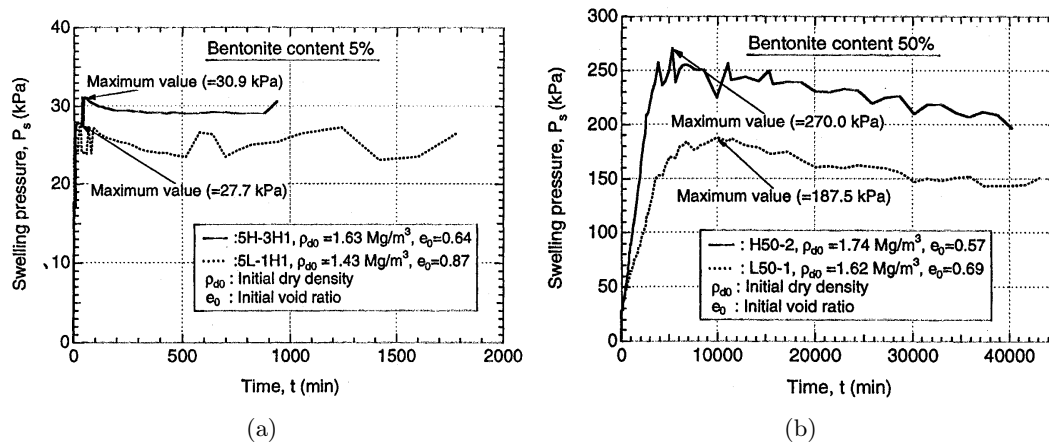 40
30
20
10
0
Swelling pressure, Pₛ (kPa)
Bentonite content 5%
Maximum value (=30.9 kPa)
Maximum value (=27.7 kPa)
:5H-3H1, ρd0 =1.63 Mg/m³, e₀=0.64
:5L-1H1, ρd0 =1.43 Mg/m³, e₀=0.87
ρd0 : Initial dry density
e₀ : Initial void ratio
0 500 1000 1500 2000
Time, t (min)
(a)
300
250
200
150
100
50
0
Swelling pressure, Pₛ (kPa)
Bentonite content 50%
Maximum value (=270.0 kPa)
Maximum value (=187.5 kPa)
: H50-2, ρd0 =1.74 Mg/m³, e₀=0.57
: L50-1, ρd0 =1.62 Mg/m³, e₀=0.69
ρd0 : Initial dry density
e₀ : Initial void ratio
0 10000 20000 30000 40000
Time, t (min)
(b)